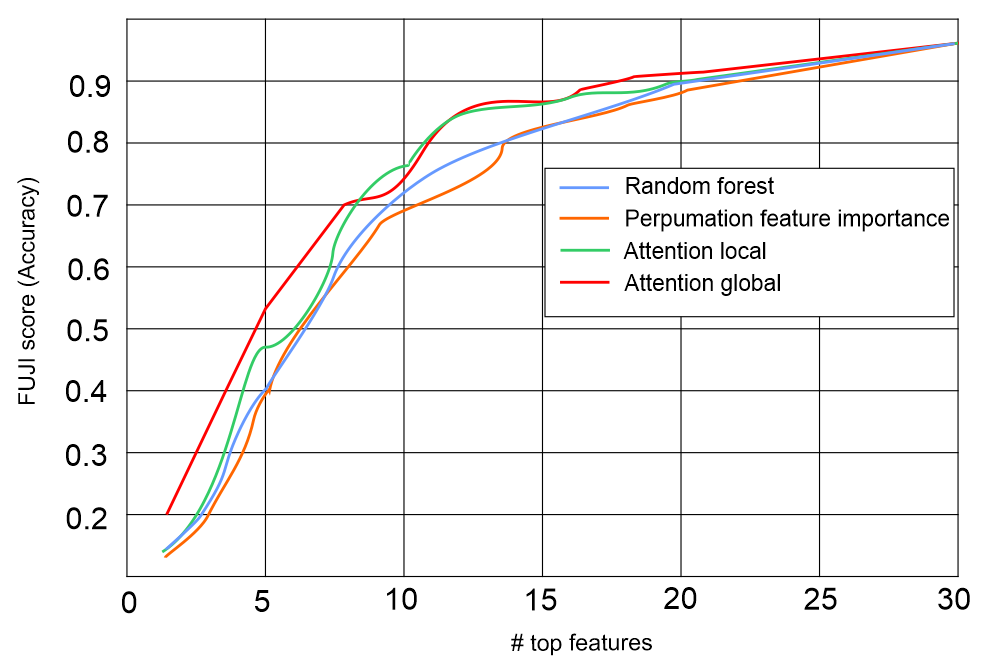 0.9
0.8
0.7
0.6
0.5
0.4
0.3
0.2
FUJI score (Accuracy)
Random forest
Perpumation feature importance
Attention local
Attention global
0 5 10 15 20 25 30
# top features